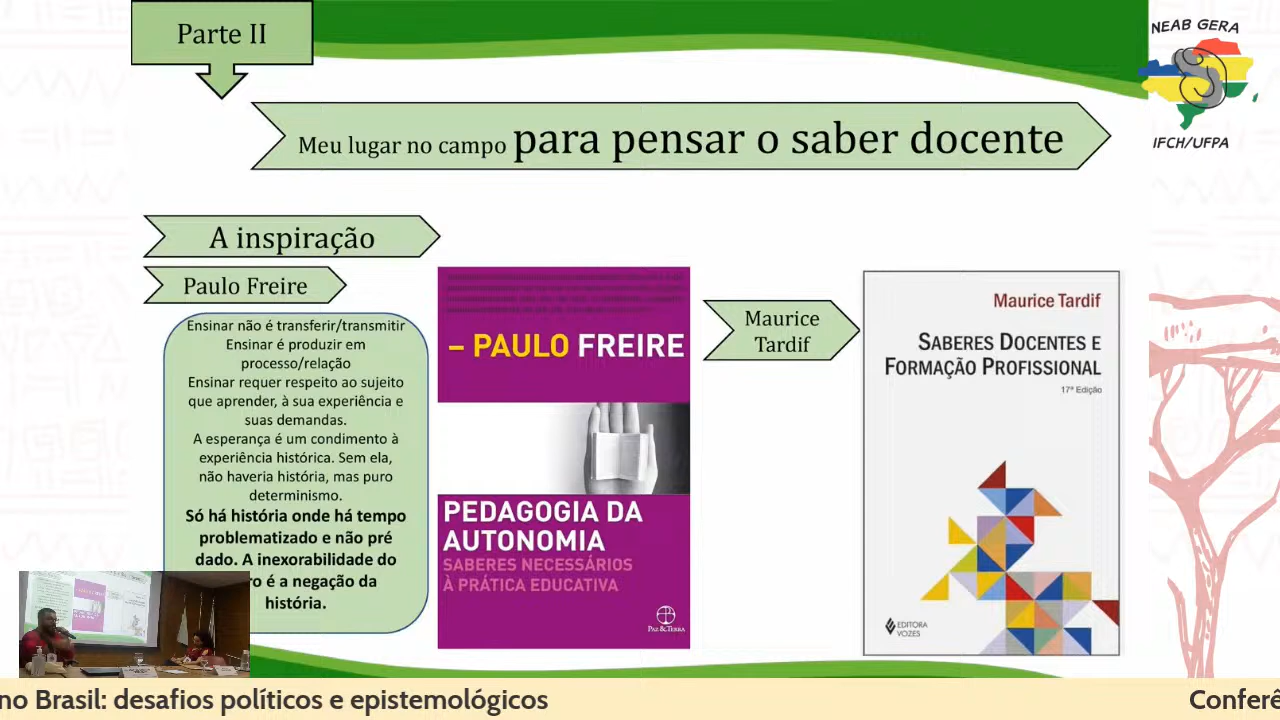 Parte II
NEAB GERA
IFCH/UFPA
Meu lugar no campo para pensar o saber docente
A inspiração
Paulo Freire
Ensinar não é transferir/transmitir
Ensinar é produzir em
processo/relação
Ensinar requer respeito ao sujeito
que aprender, à sua experiência e
suas demandas.
A esperança é um condimento à
experiência histórica. Sem ela,
não haveria história, mas puro
determinismo.
Só há história onde há tempo
problematizado e não pré
dado. A inexorabilidade do
ro é a negação da
história.
– PAULO FREIRE
PEDAGOGIA DA
AUTONOMIA
SABERES NECESSÁRIOS
À PRÁTICA EDUCATIVA
PAZ & TERRA
Maurice
Tardif
Maurice Tardif
SABERES DOCENTES E
FORMAÇÃO PROFISSIONAL
17ª Edição
EDITORA
VOZES
no Brasil: desafios políticos e epistemológicos
Conferê